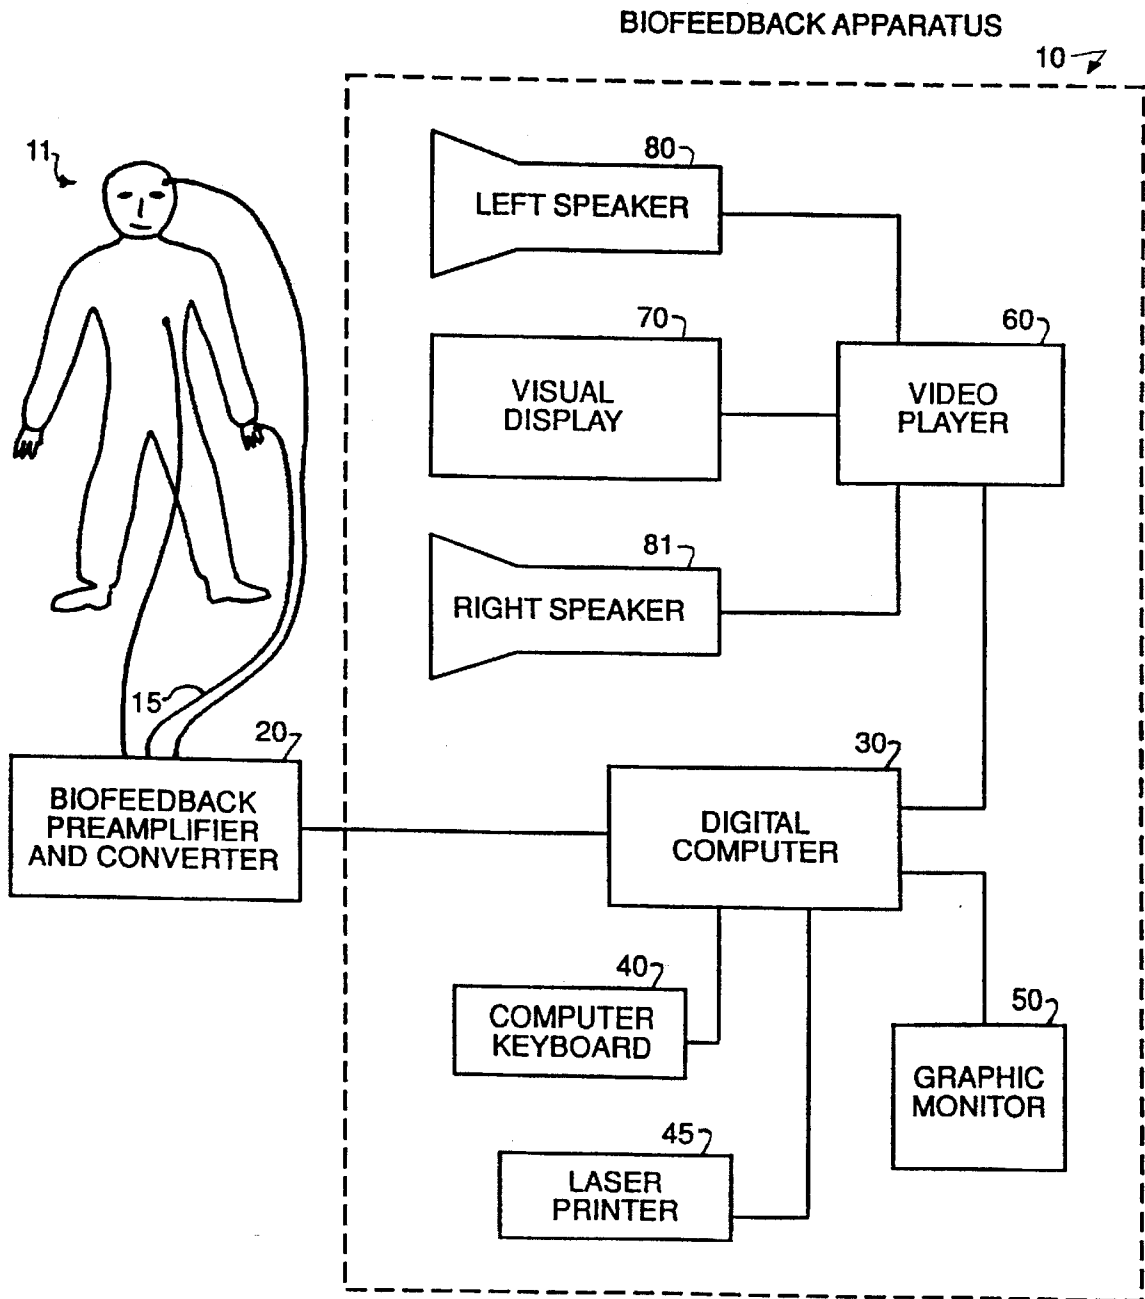 BIOFEEDBACK APPARATUS
10
11
80
LEFT SPEAKER
70
VISUAL
DISPLAY
60
VIDEO
PLAYER
81
RIGHT SPEAKER
15
20
BIOFEEDBACK
PREAMPLIFIER
AND CONVERTER
30
DIGITAL
COMPUTER
40
COMPUTER
KEYBOARD
50
GRAPHIC
MONITOR
45
LASER
PRINTER